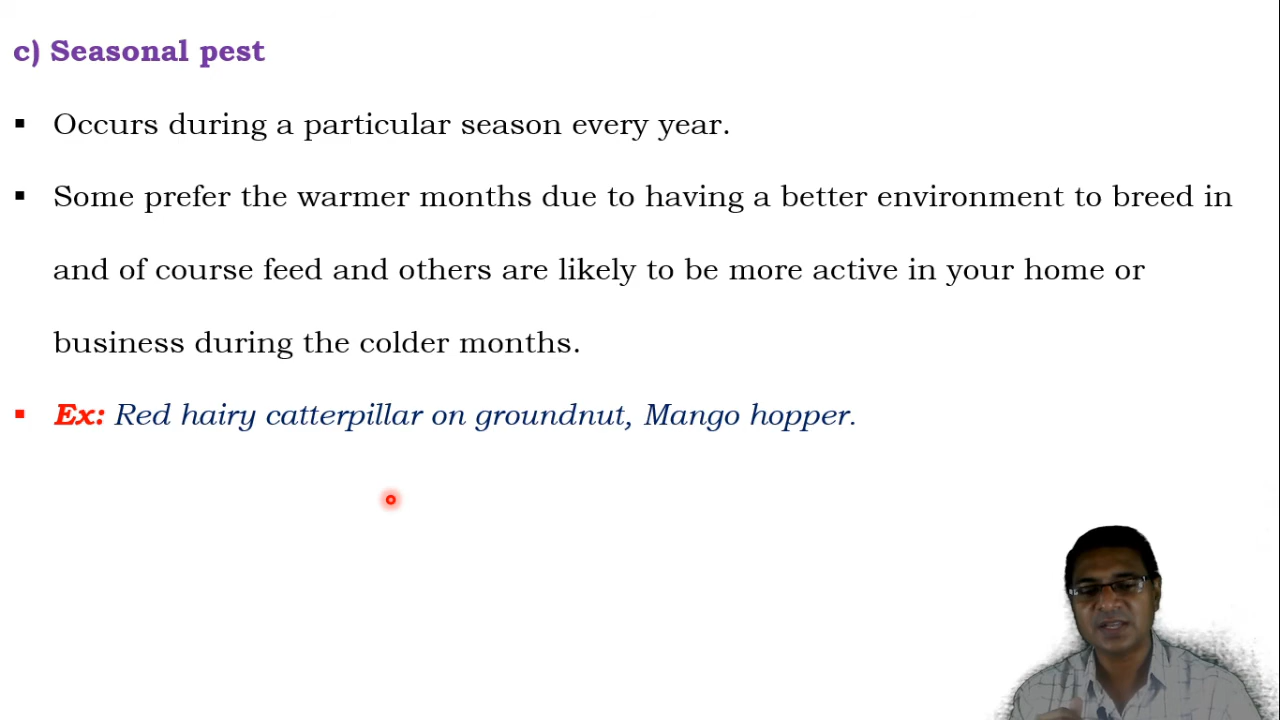 c) Seasonal pest
▪ Occurs during a particular season every year.
▪ Some prefer the warmer months due to having a better environment to breed in
and of course feed and others are likely to be more active in your home or
business during the colder months.
▪ Ex: Red hairy catterpillar on groundnut, Mango hopper.